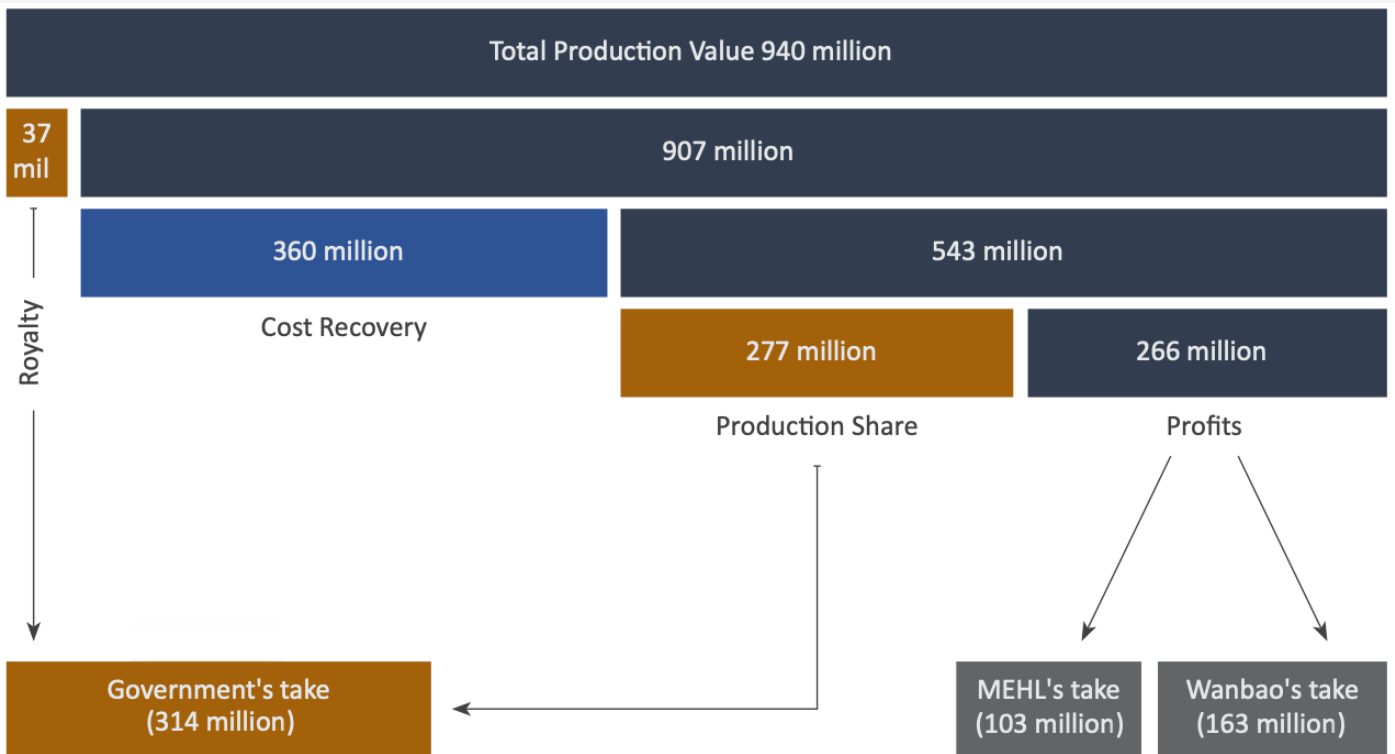 Total Production Value 940 million
37
mil
907 million
360 million
543 million
Cost Recovery
277 million
266 million
Royalty
Production Share
Profits
Government's take
(314 million)
MEHL's take
(103 million)
Wanbao's take
(163 million)